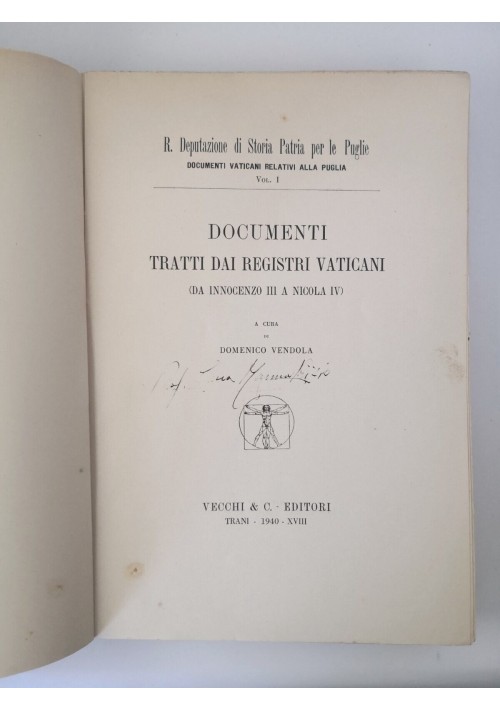 R. Deputazione di Storia Patria per le Puglie
DOCUMENTI VATICANI RELATIVI ALLA PUGLIA
VOL. I
DOCUMENTI
TRATTI DAI REGISTRI VATICANI
(DA INNOCENZO III A NICOLA IV)
A CURA
DI
DOMENICO VENDOLA
Prof.
VECCHI & C. - EDITORI
TRANI - 1940 - XVIII